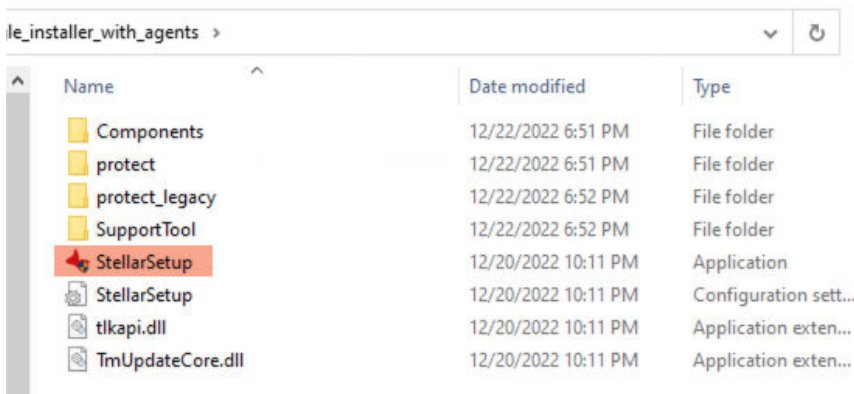 le_installer_with_agents
Name Date modified Type
Components 12/22/2022 6:51 PM File folder
protect 12/22/2022 6:51 PM File folder
protect_legacy 12/22/2022 6:52 PM File folder
SupportTool 12/22/2022 6:52 PM File folder
StellarSetup 12/20/2022 10:11 PM Application
StellarSetup 12/20/2022 10:11 PM Configuration sett...
tlkapi.dll 12/20/2022 10:11 PM Application exten...
TmUpdateCore.dll 12/20/2022 10:11 PM Application exten...